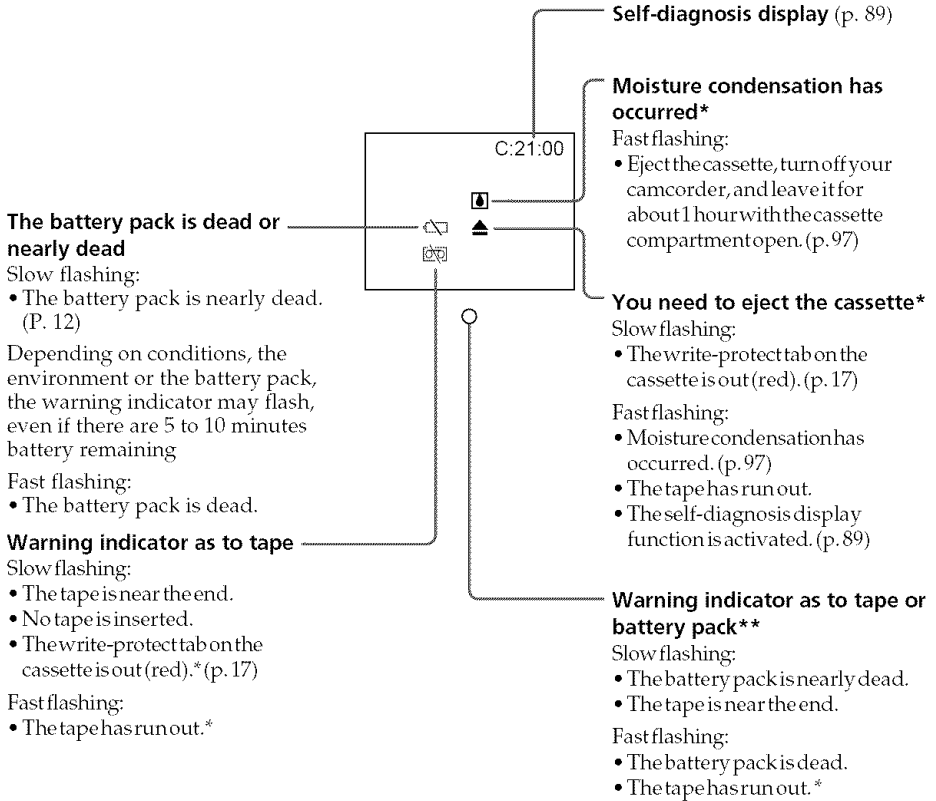 Self-diagnosis display (p. 89)
Moisture condensation has
occurred*
Fast flashing:
• Eject the cassette, turn off your
camcorder, and leave it for
about 1 hour with the cassette
compartment open. (p. 97)
C:21:00
The battery pack is dead or
nearly dead
Slow flashing:
• The battery pack is nearly dead.
(P. 12)
Depending on conditions, the
environment or the battery pack,
the warning indicator may flash,
even if there are 5 to 10 minutes
battery remaining
Fast flashing:
• The battery pack is dead.
Warning indicator as to tape
Slow flashing:
• The tape is near the end.
• No tape is inserted.
• The write-protect tab on the
cassette is out (red).* (p. 17)
Fast flashing:
• The tape has run out.*
You need to eject the cassette*
Slow flashing:
• The write-protect tab on the
cassette is out (red). (p. 17)
Fast flashing:
• Moisture condensation has
occurred. (p. 97)
• The tape has run out.
• The self-diagnosis display
function is activated. (p. 89)
Warning indicator as to tape or
battery pack**
Slow flashing:
• The battery pack is nearly dead.
• The tape is near the end.
Fast flashing:
• The battery pack is dead.
• The tape has run out.*